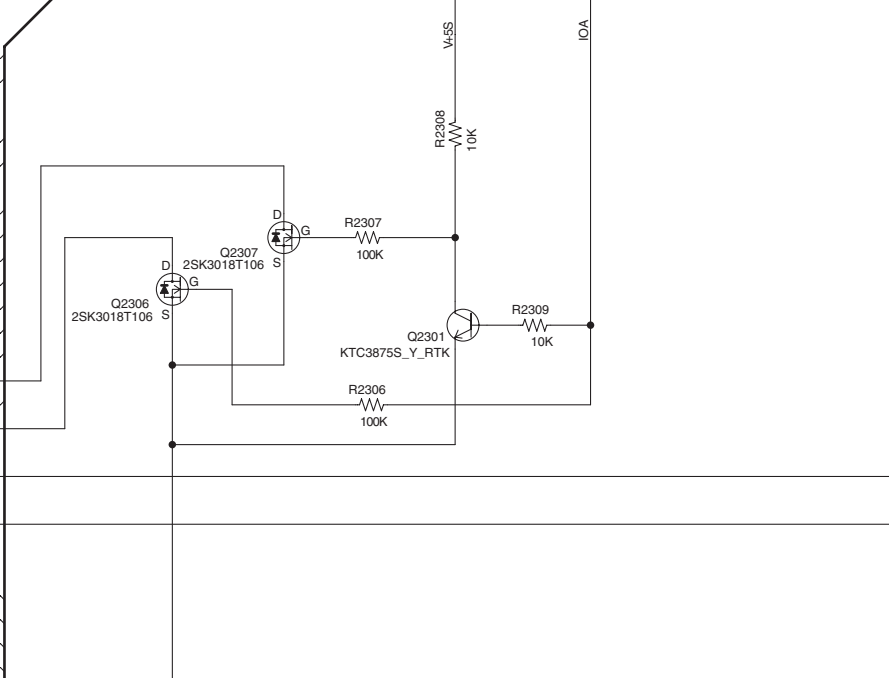 V+5S
IOA
R2308
10K
D
G
R2307
100K
Q2307
2SK3018T106
S
D
G
Q2306
2SK3018T106
S
R2309
10K
Q2301
KTC3875S_Y_RTK
R2306
100K